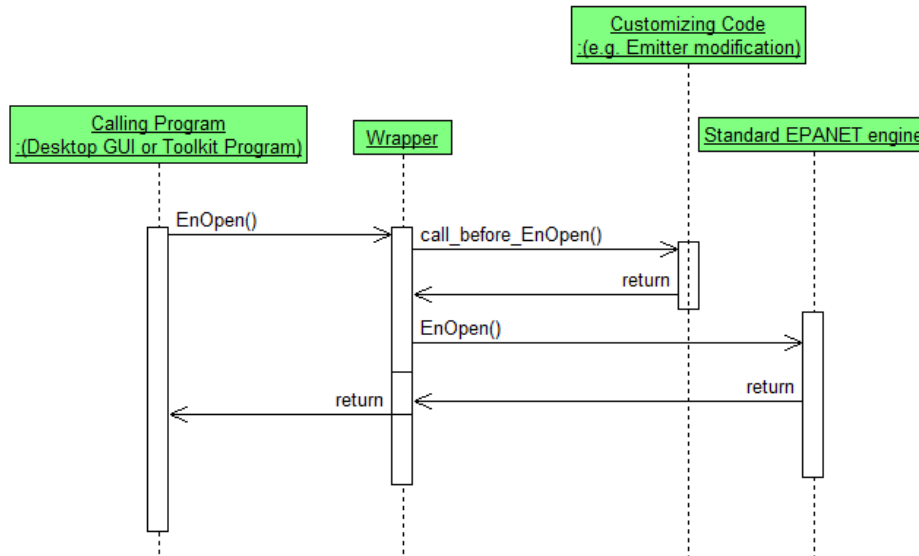 Customizing Code
:(e.g. Emitter modification)
Calling Program
:(Desktop GUI or Toolkit Program)
Wrapper
Standard EPANET engine
EnOpen()
call_before_EnOpen()
return
EnOpen()
return
return